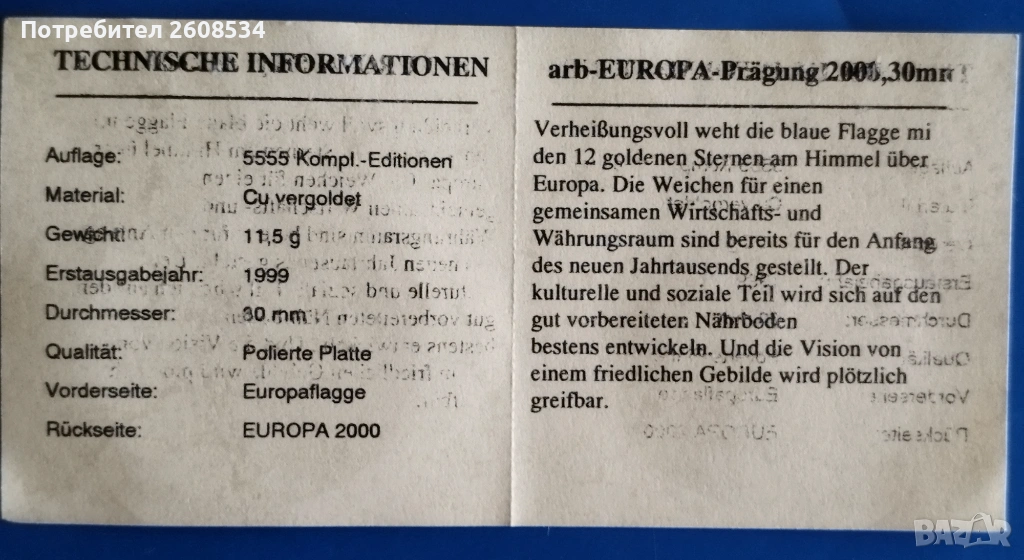 Потребител 2608534
TECHNISCHE INFORMATIONEN
Auflage: 5555 Kompl.-Editionen
Material: Cu vergoldet
Gewicht: 11,5 g
Erstausgabejahr: 1999
Durchmesser: 30 mm
Qualität: Polierte Platte
Vorderseite: Europaflagge
Rückseite: EUROPA 2000
arb-EUROPA-Prägung 2000,30mm
Verheißungsvoll weht die blaue Flagge mi
den 12 goldenen Sternen am Himmel über
Europa. Die Weichen für einen
gemeinsamen Wirtschafts- und
Währungsraum sind bereits für den Anfang
des neuen Jahrtausends gestellt. Der
kulturelle und soziale Teil wird sich auf den
gut vorbereiteten Nährboden
bestens entwickeln. Und die Vision von
einem friedlichen Gebilde wird plötzlich
greifbar.
BAZAR